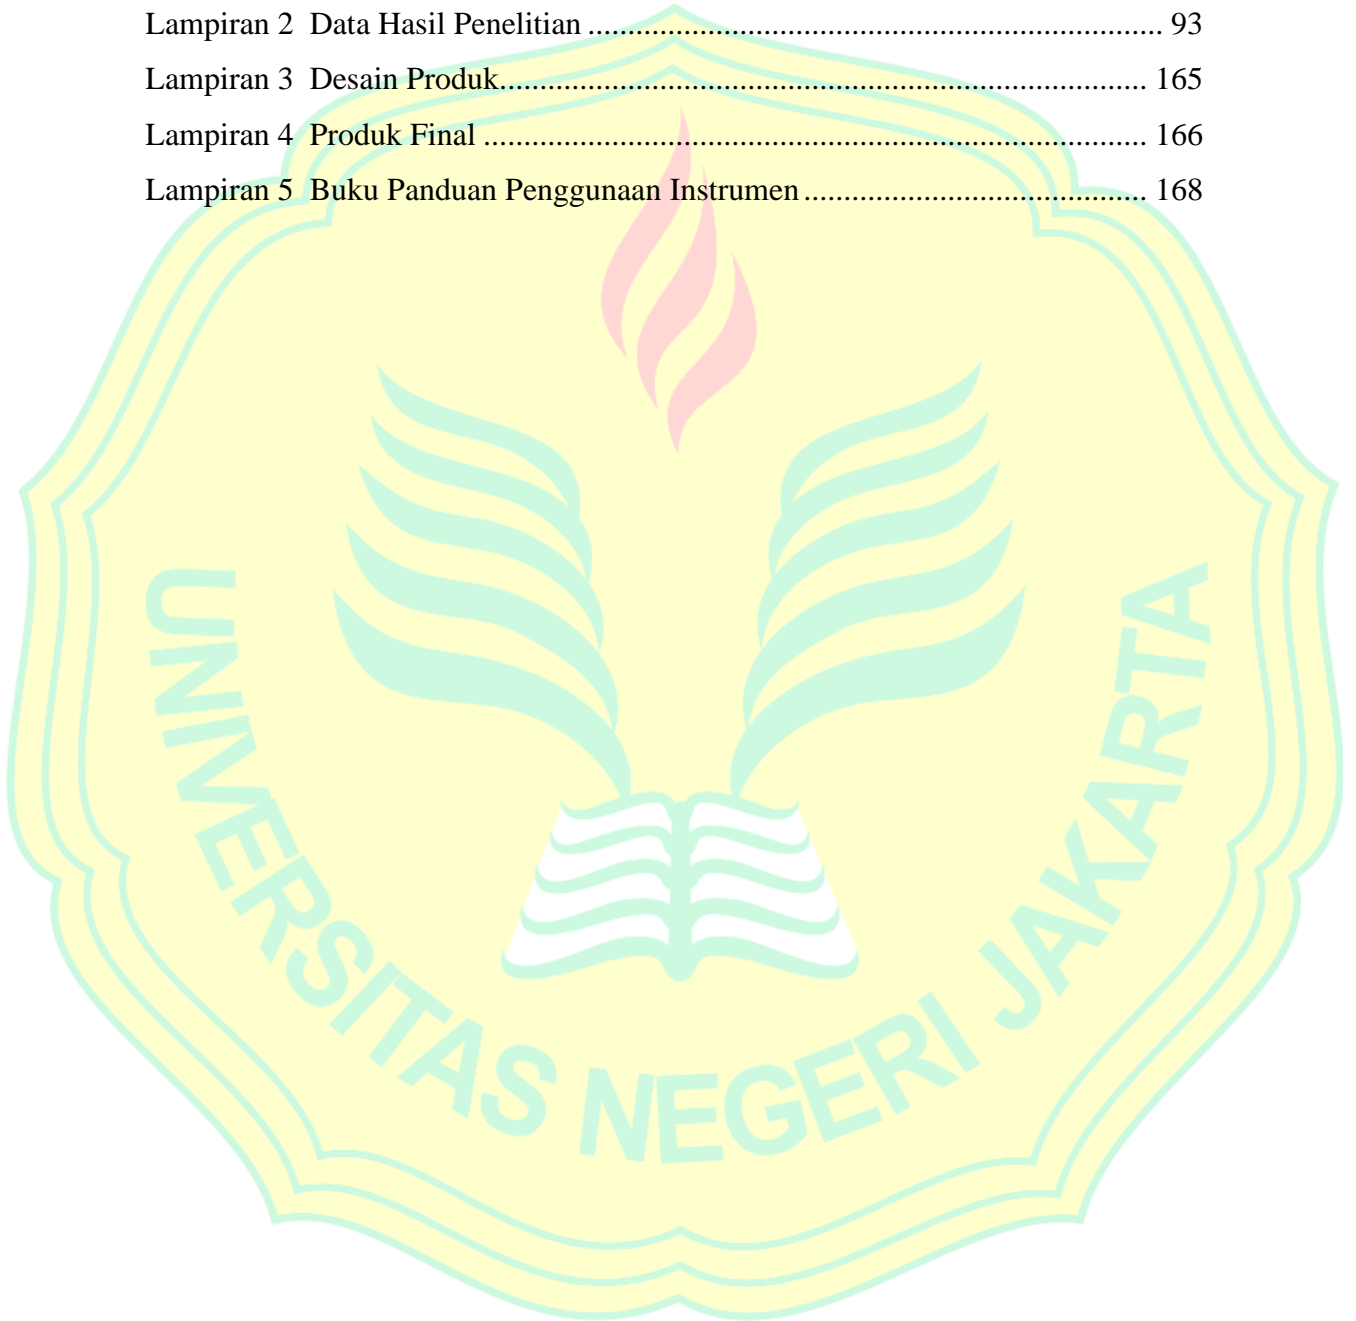 Lampiran 2 Data Hasil Penelitian ........................................................................ 93
Lampiran 3 Desain Produk................................................................................. 165
Lampiran 4 Produk Final ................................................................................... 166
Lampiran 5 Buku Panduan Penggunaan Instrumen ........................................... 168
UNIVERSITAS NEGERI JAKARTA